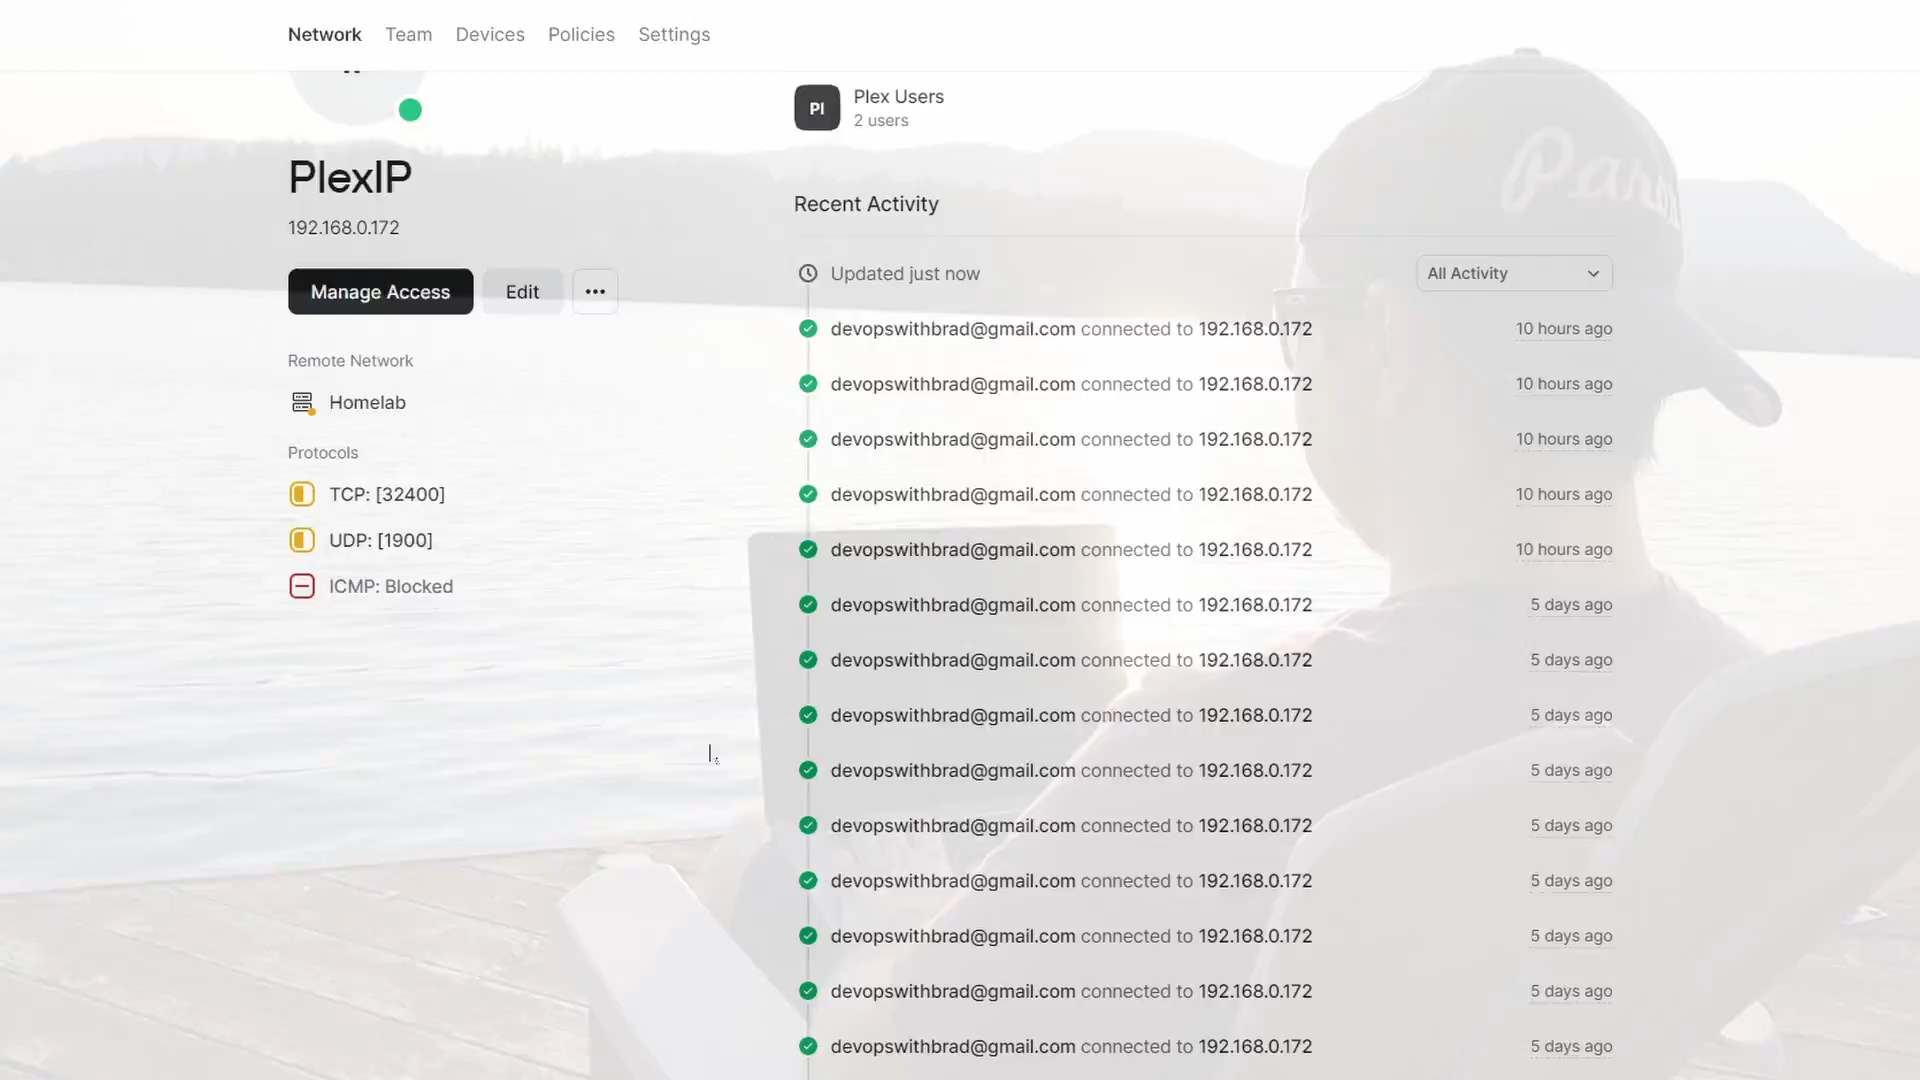 Network Team Devices Policies Settings
PlexIP
192.168.0.172
Manage Access Edit
Remote Network
Homelab
Protocols
TCP: [32400]
UDP: [1900]
ICMP: Blocked
Pl
Plex Users
2 users
Recent Activity
Updated just now All Activity
devopswithbrad@gmail.com connected to 192.168.0.172 10 hours ago
devopswithbrad@gmail.com connected to 192.168.0.172 10 hours ago
devopswithbrad@gmail.com connected to 192.168.0.172 10 hours ago
devopswithbrad@gmail.com connected to 192.168.0.172 10 hours ago
devopswithbrad@gmail.com connected to 192.168.0.172 10 hours ago
devopswithbrad@gmail.com connected to 192.168.0.172 5 days ago
devopswithbrad@gmail.com connected to 192.168.0.172 5 days ago
devopswithbrad@gmail.com connected to 192.168.0.172 5 days ago
devopswithbrad@gmail.com connected to 192.168.0.172 5 days ago
devopswithbrad@gmail.com connected to 192.168.0.172 5 days ago
devopswithbrad@gmail.com connected to 192.168.0.172 5 days ago
devopswithbrad@gmail.com connected to 192.168.0.172 5 days ago
devopswithbrad@gmail.com connected to 192.168.0.172 5 days ago
devopswithbrad@gmail.com connected to 192.168.0.172 5 days ago